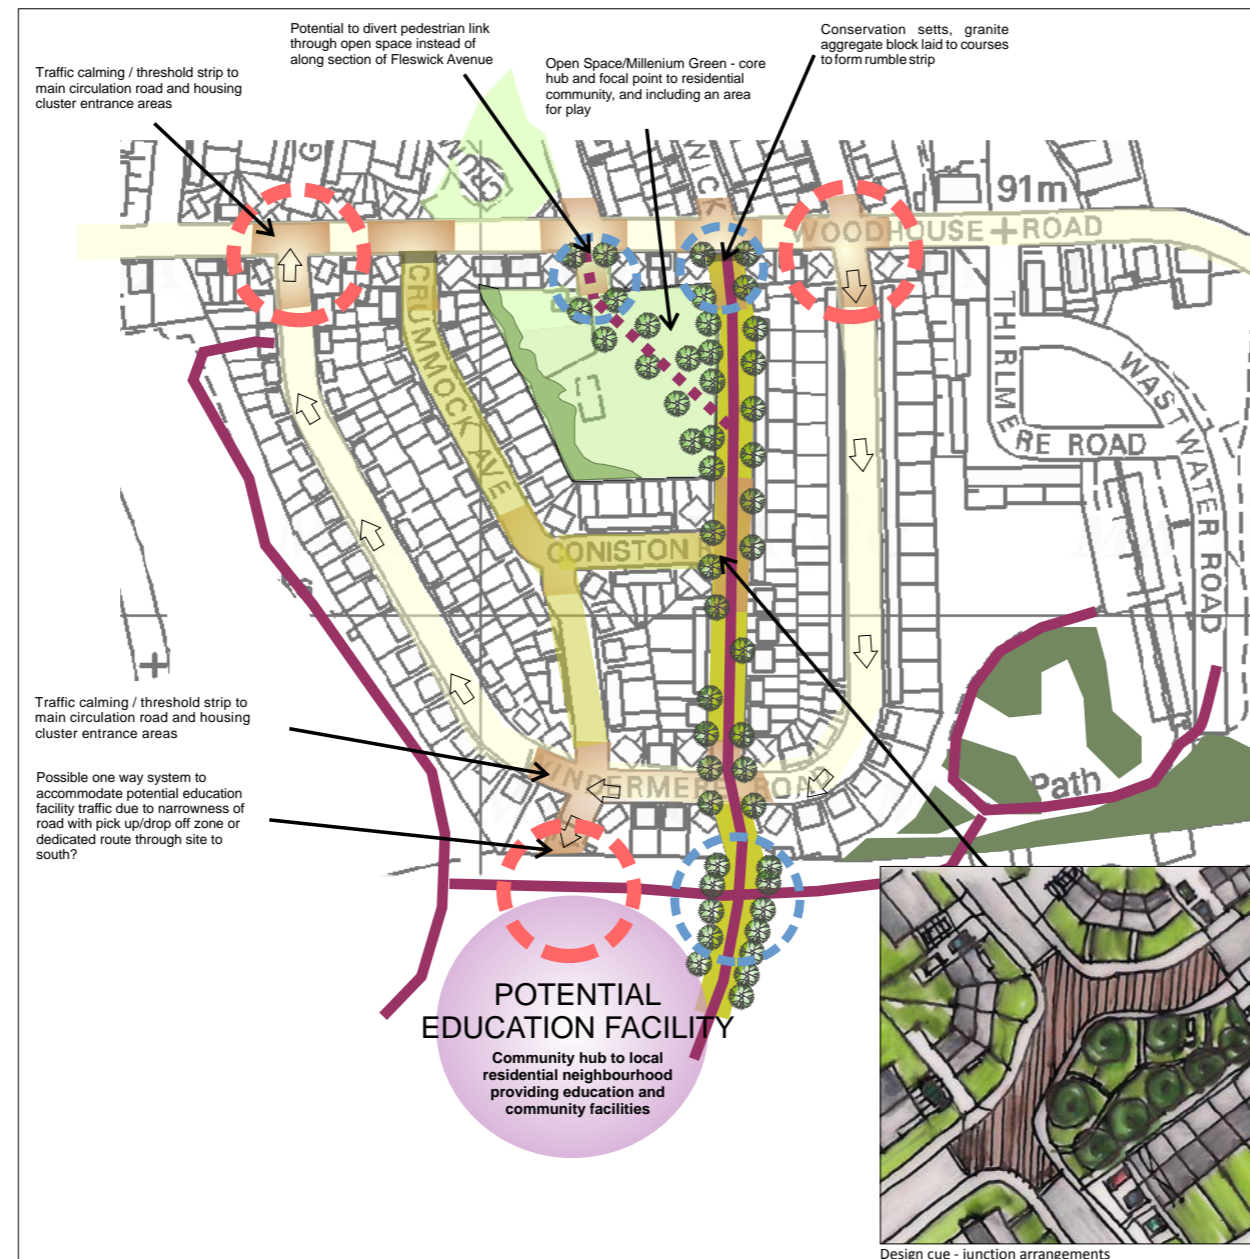 Potential to divert pedestrian link
through open space instead of
along section of Fleswick Avenue
Conservation setts, granite
aggregate block laid to courses
to form rumble strip
Traffic calming / threshold strip to
main circulation road and housing
cluster entrance areas
Open Space/Millenium Green - core
hub and focal point to residential
community, and including an area
for play
91m
WOODHOUSE ROAD
CRUMMOCK AVE
THIRLMERE ROAD
WASTWATER ROAD
CONISTON
Traffic calming / threshold strip to
main circulation road and housing
cluster entrance areas
WINDERMERE ROAD
Path
Possible one way system to
accommodate potential education
facility traffic due to narrowness of
road with pick up/drop off zone or
dedicated route through site to
south?
POTENTIAL
EDUCATION FACILITY
Community hub to local
residential neighbourhood
providing education and
community facilities
Design cue - junction arrangements